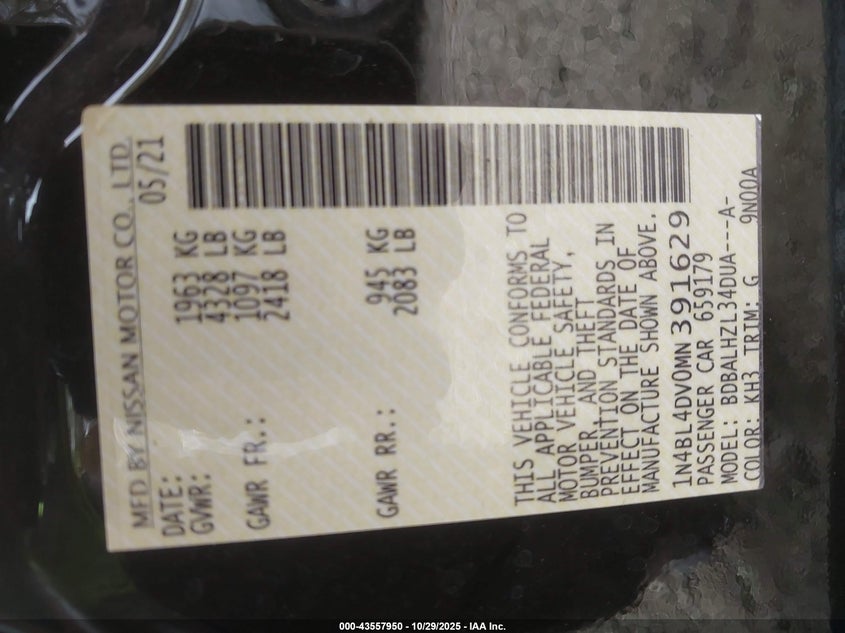 MFD BY NISSAN MOTOR CO., LTD.
DATE: 05/21
GVWR: 1963 KG
4328 LB
GAWR FR.: 1097 KG
2418 LB
GAWR RR.: 945 KG
2083 LB
THIS VEHICLE CONFORMS TO
ALL APPLICABLE FEDERAL
MOTOR VEHICLE SAFETY,
BUMPER, AND THEFT
PREVENTION STANDARDS IN
EFFECT ON THE DATE OF
MANUFACTURE SHOWN ABOVE.
1N4BL4DV0MN391629
PASSENGER CAR 659179
MODEL: BDBALHZL34DUA---A-
COLOR: KH3 TRIM: G 9N00A
000-43557950 - 10/29/2025 - IAA Inc.